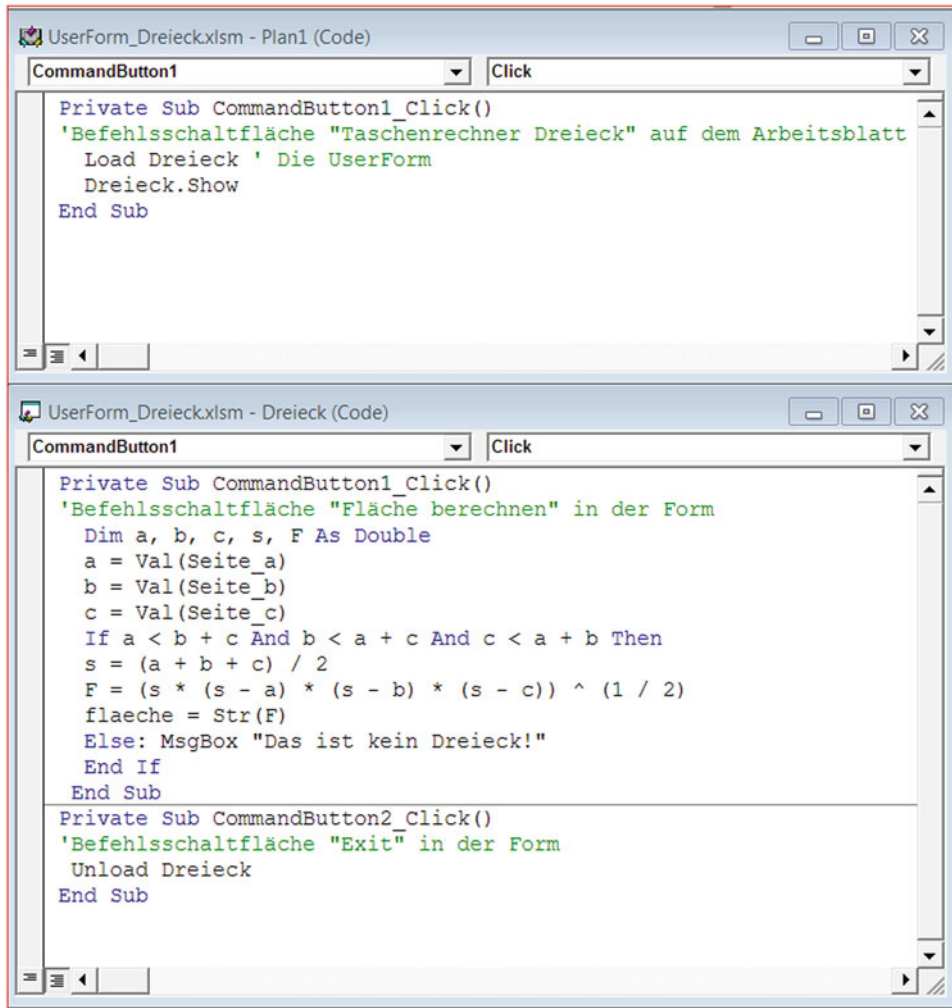 UserForm_Dreieck.xlsm - Plan1 (Code)
CommandButton1 Click
Private Sub CommandButton1_Click()
'Befehlsschaltfläche "Taschenrechner Dreieck" auf dem Arbeitsblatt
Load Dreieck ' Die UserForm
Dreieck.Show
End Sub
UserForm_Dreieck.xlsm - Dreieck (Code)
CommandButton1 Click
Private Sub CommandButton1_Click()
'Befehlsschaltfläche "Fläche berechnen" in der Form
Dim a, b, c, s, F As Double
a = Val(Seite_a)
b = Val(Seite_b)
c = Val(Seite_c)
If a < b + c And b < a + c And c < a + b Then
s = (a + b + c) / 2
F = (s * (s - a) * (s - b) * (s - c)) ^ (1 / 2)
flaeche = Str(F)
Else: MsgBox "Das ist kein Dreieck!"
End If
End Sub
Private Sub CommandButton2_Click()
'Befehlsschaltfläche "Exit" in der Form
Unload Dreieck
End Sub